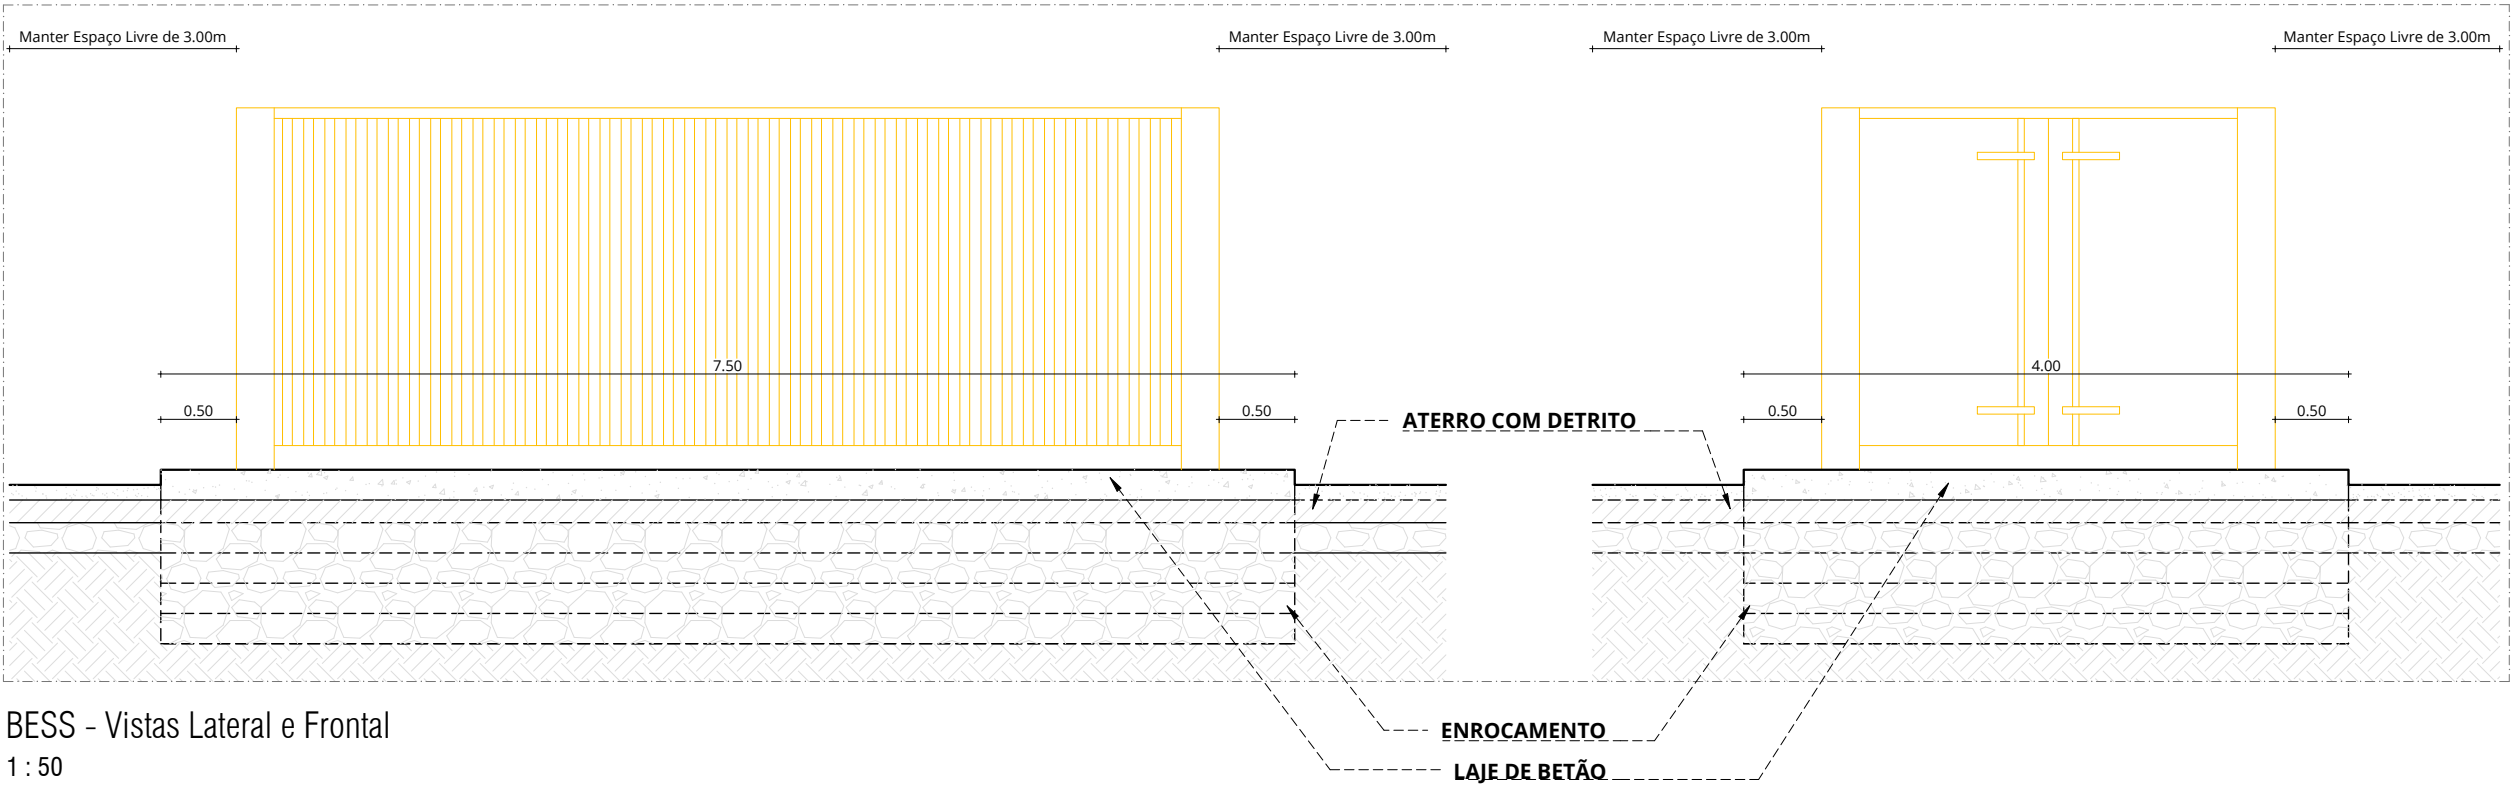 Manter Espaço Livre de 3.00m
Manter Espaço Livre de 3.00m
Manter Espaço Livre de 3.00m
Manter Espaço Livre de 3.00m
7.50
4.00
0.50
0.50
0.50
0.50
ATERRO COM DETRITO
ENROCAMENTO
LAJE DE BETÃO
BESS - Vistas Lateral e Frontal
1 : 50